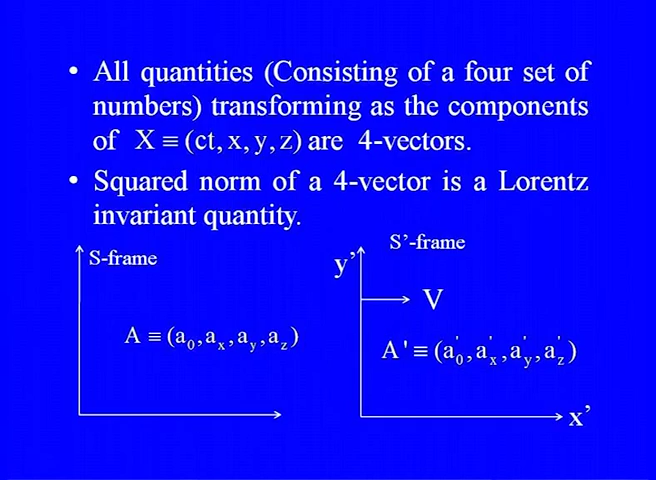 • All quantities (Consisting of a four set of
numbers) transforming as the components
of X ≡ (ct, x, y, z) are 4-vectors.
• Squared norm of a 4-vector is a Lorentz
invariant quantity.
S-frame
A ≡ (a₀,aₓ,a_y,a_z)
S’-frame
y’
V
A' ≡ (a₀',aₓ',a_y',a_z')
x’